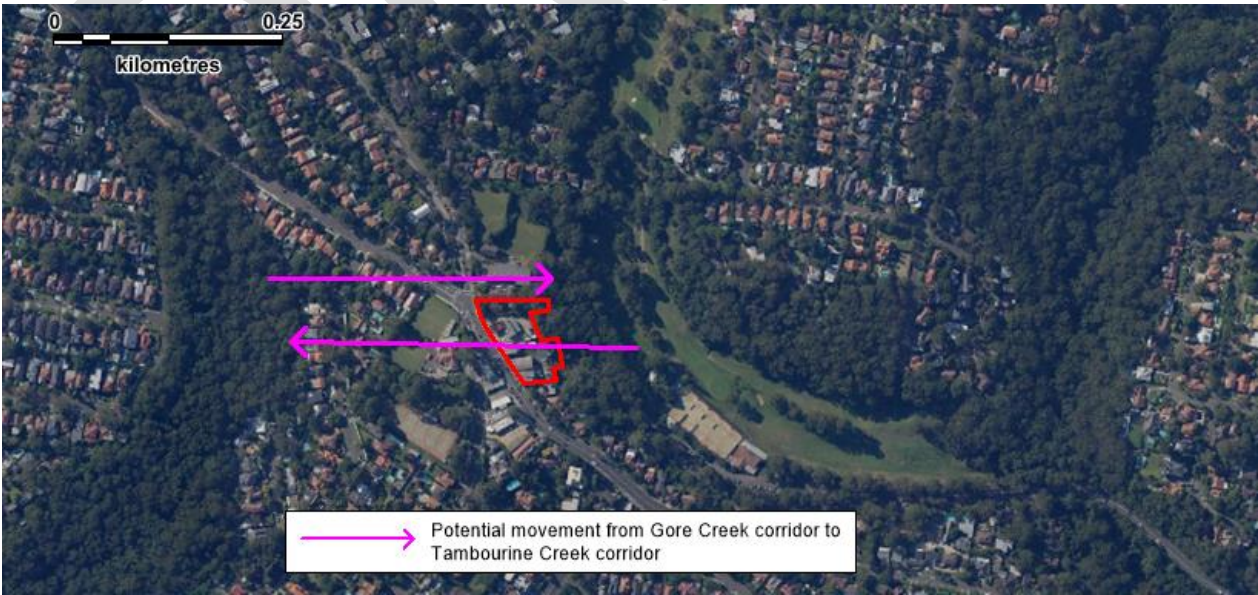 0 0.25
kilometres
Potential movement from Gore Creek corridor to
Tambourine Creek corridor